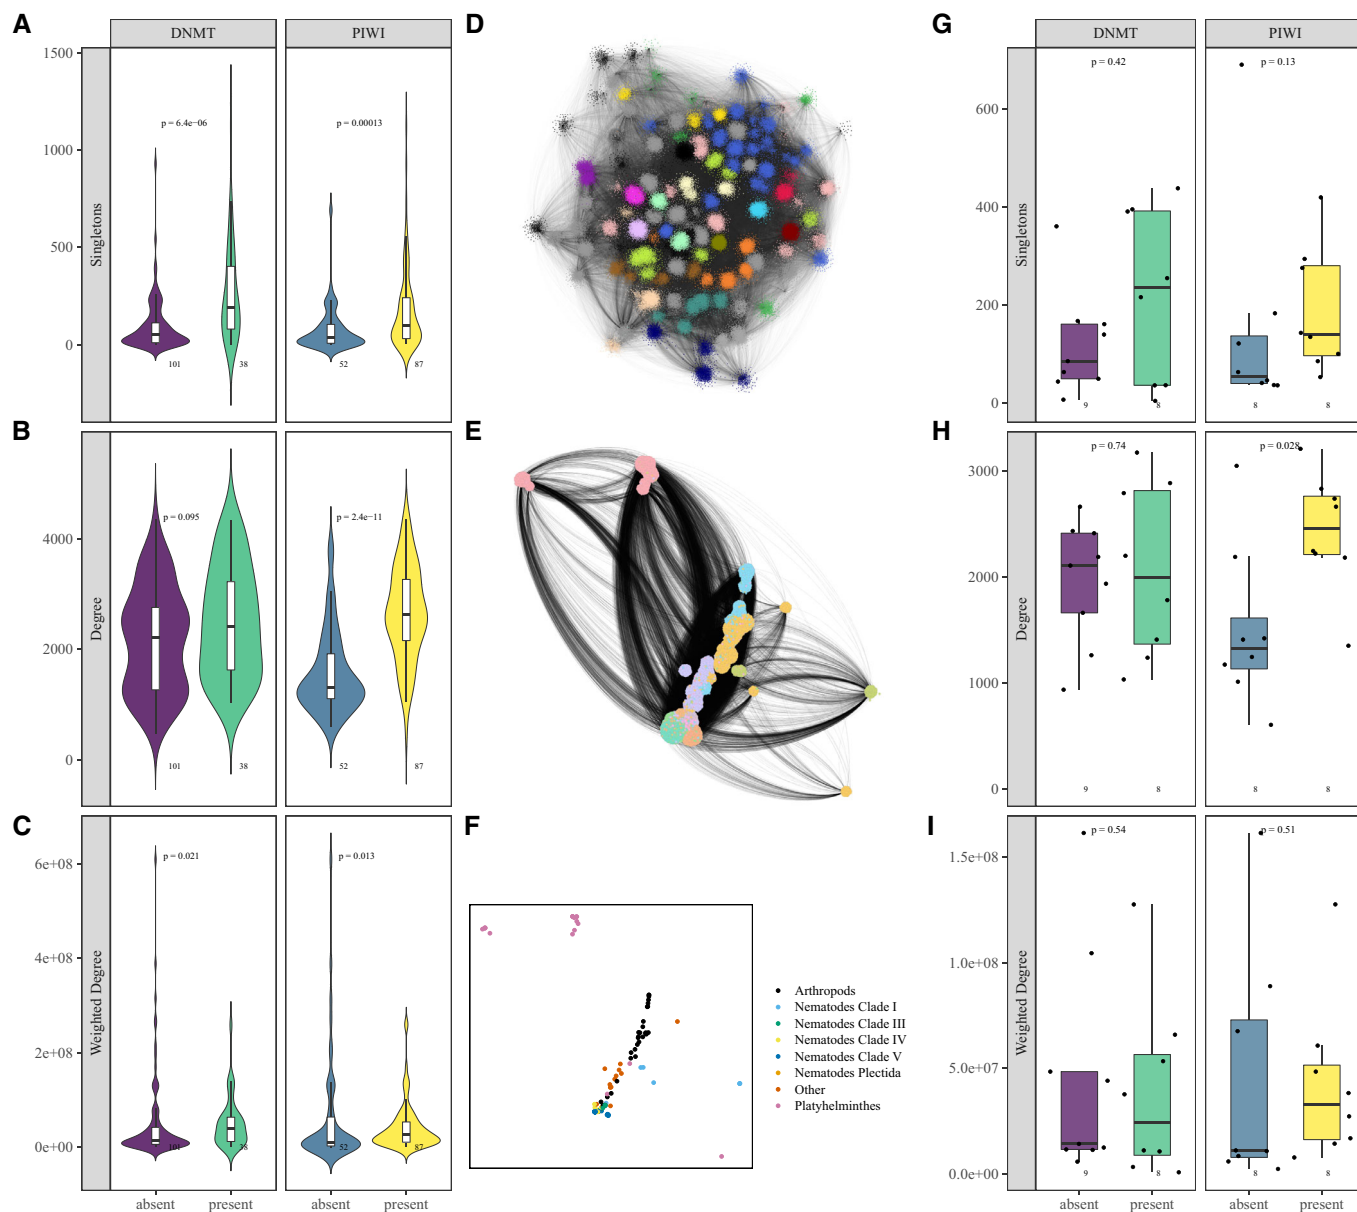 A
DNMT
PIWI
Singletons
1500
1000
500
0
p = 6.4e−06
p = 0.00013
101
38
52
87
B
Degree
4000
2000
0
p = 0.095
p = 2.4e−11
101
38
52
87
C
Weighted Degree
6e+08
4e+08
2e+08
0e+00
p = 0.021
p = 0.013
101
38
52
87
absent
present
absent
present
D
E
F
Arthropods
Nematodes Clade I
Nematodes Clade III
Nematodes Clade IV
Nematodes Clade V
Nematodes Plectida
Other
Platyhelminthes
G
DNMT
PIWI
Singletons
600
400
200
0
p = 0.42
p = 0.13
9
8
8
8
H
Degree
3000
2000
1000
0
p = 0.74
p = 0.028
9
8
8
8
I
Weighted Degree
1.5e+08
1.0e+08
5.0e+07
0.0e+00
p = 0.54
p = 0.51
9
8
8
8
absent
present
absent
present